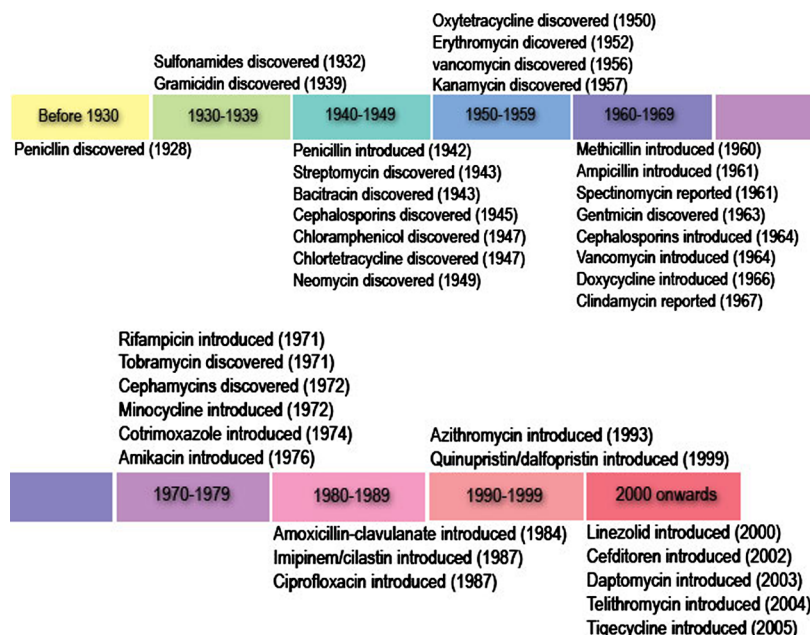 Oxytetracycline discovered (1950)
Erythromycin dicovered (1952)
vancomycin discovered (1956)
Kanamycin discovered (1957)
Sulfonamides discovered (1932)
Gramicidin discovered (1939)
Before 1930
1930-1939
1940-1949
1950-1959
1960-1969
Penicllin discovered (1928)
Penicillin introduced (1942)
Streptomycin discovered (1943)
Bacitracin discovered (1943)
Cephalosporins discovered (1945)
Chloramphenicol discovered (1947)
Chlortetracycline discovered (1947)
Neomycin discovered (1949)
Methicillin introduced (1960)
Ampicillin introduced (1961)
Spectinomycin reported (1961)
Gentmicin discovered (1963)
Cephalosporins introduced (1964)
Vancomycin introduced (1964)
Doxycycline introduced (1966)
Clindamycin reported (1967)
Rifampicin introduced (1971)
Tobramycin discovered (1971)
Cephamycins discovered (1972)
Minocycline introduced (1972)
Cotrimoxazole introduced (1974)
Amikacin introduced (1976)
Azithromycin introduced (1993)
Quinupristin/dalfopristin introduced (1999)
1970-1979
1980-1989
1990-1999
2000 onwards
Amoxicillin-clavulanate introduced (1984)
Imipinem/cilastin introduced (1987)
Ciprofloxacin introduced (1987)
Linezolid introduced (2000)
Cefditoren introduced (2002)
Daptomycin introduced (2003)
Telithromycin introduced (2004)
Tigecycline introduced (2005)